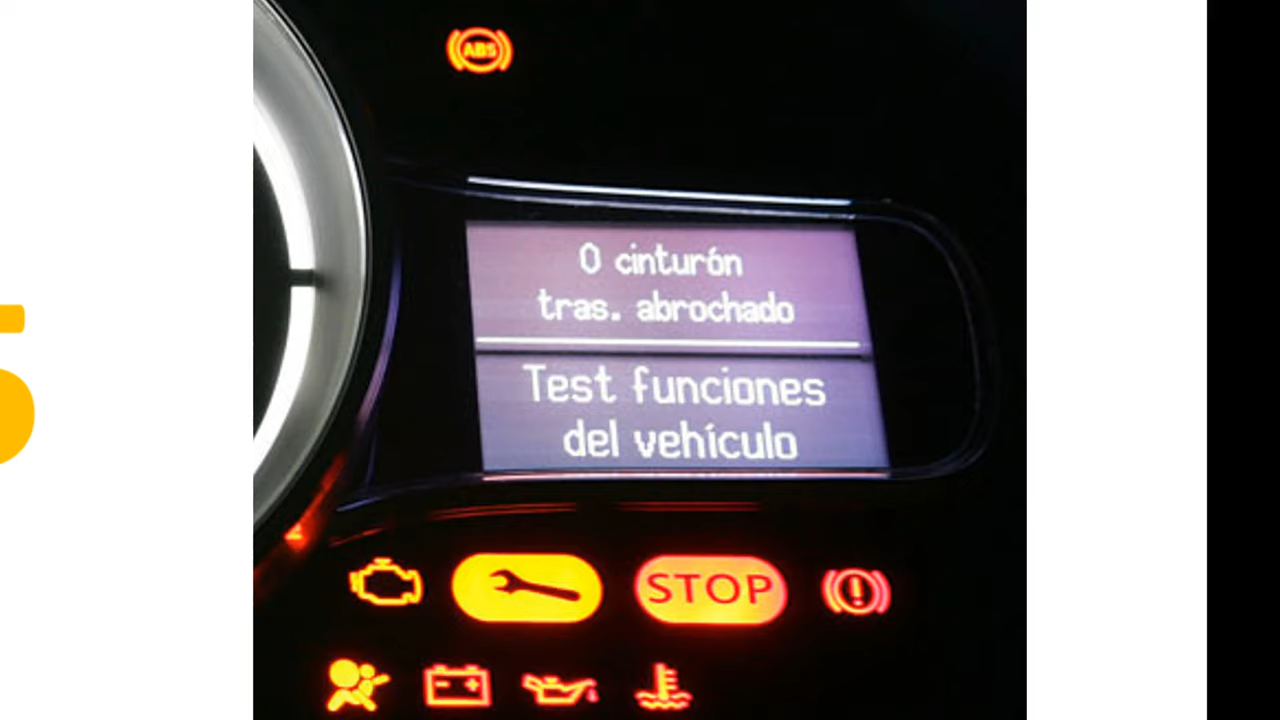 ABS
0 cinturón
tras. abrochado
Test funciones
del vehículo
STOP